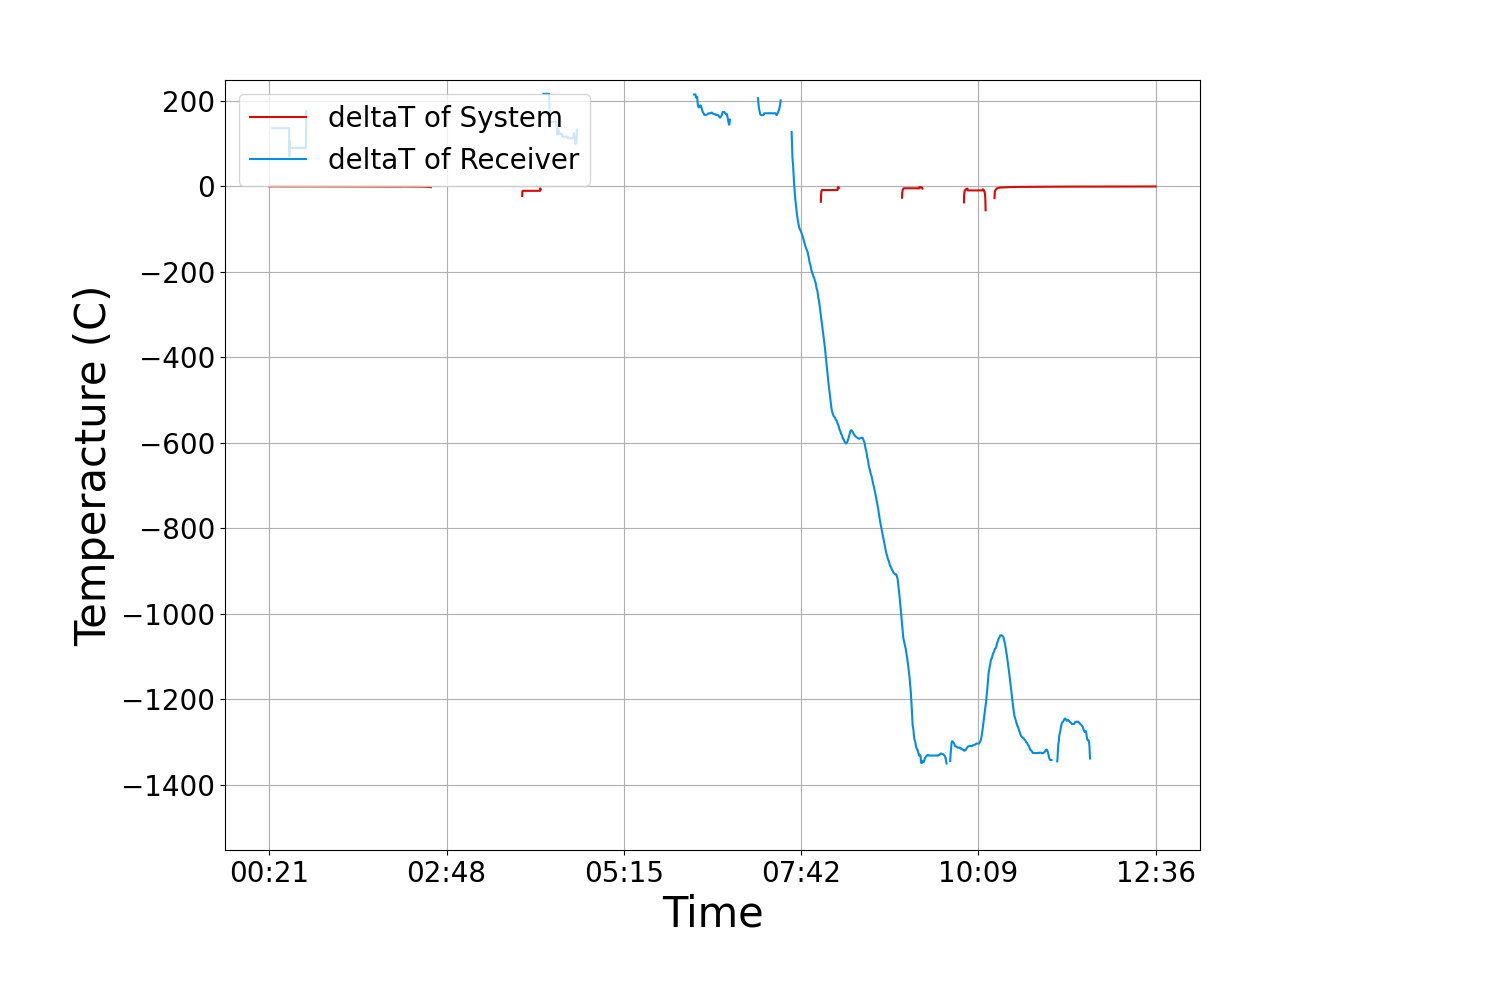 deltaT of System
deltaT of Receiver
200
0
−200
−400
−600
−800
−1000
−1200
−1400
Temperacture (C)
00:21 02:48 05:15 07:42 10:09 12:36
Time